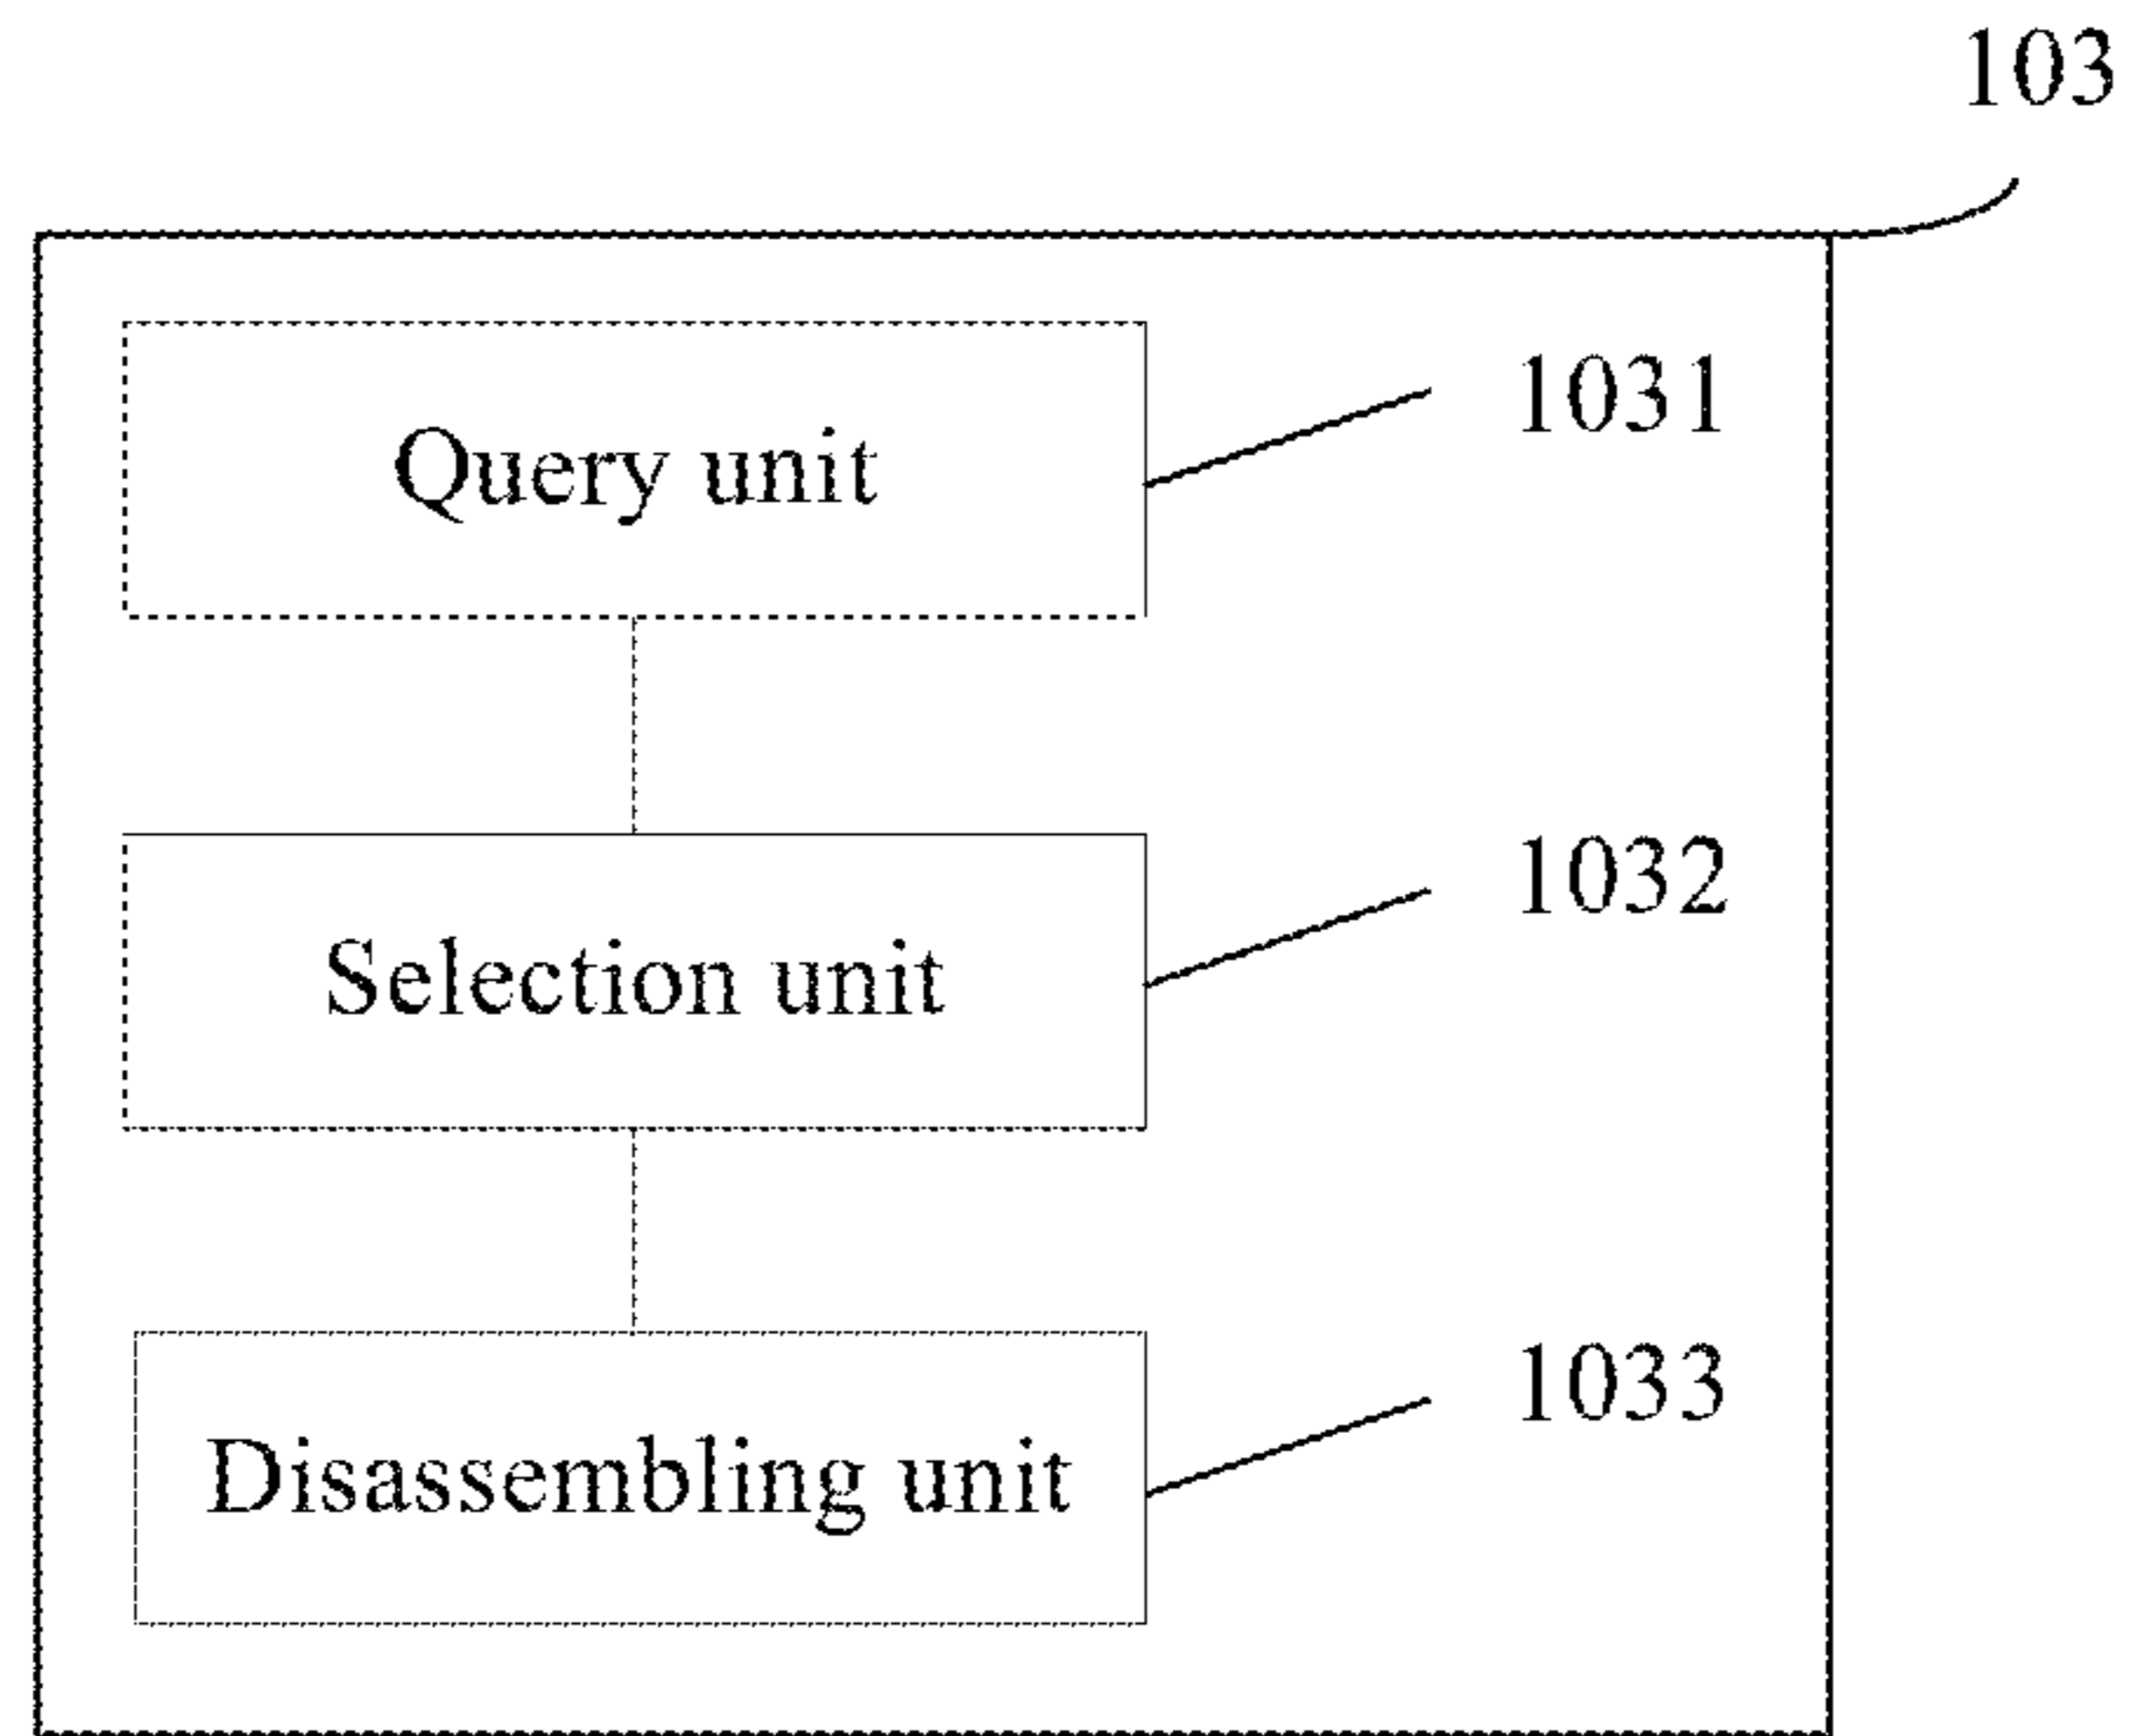 103
Query unit
1031
Selection unit
1032
Disassembling unit
1033